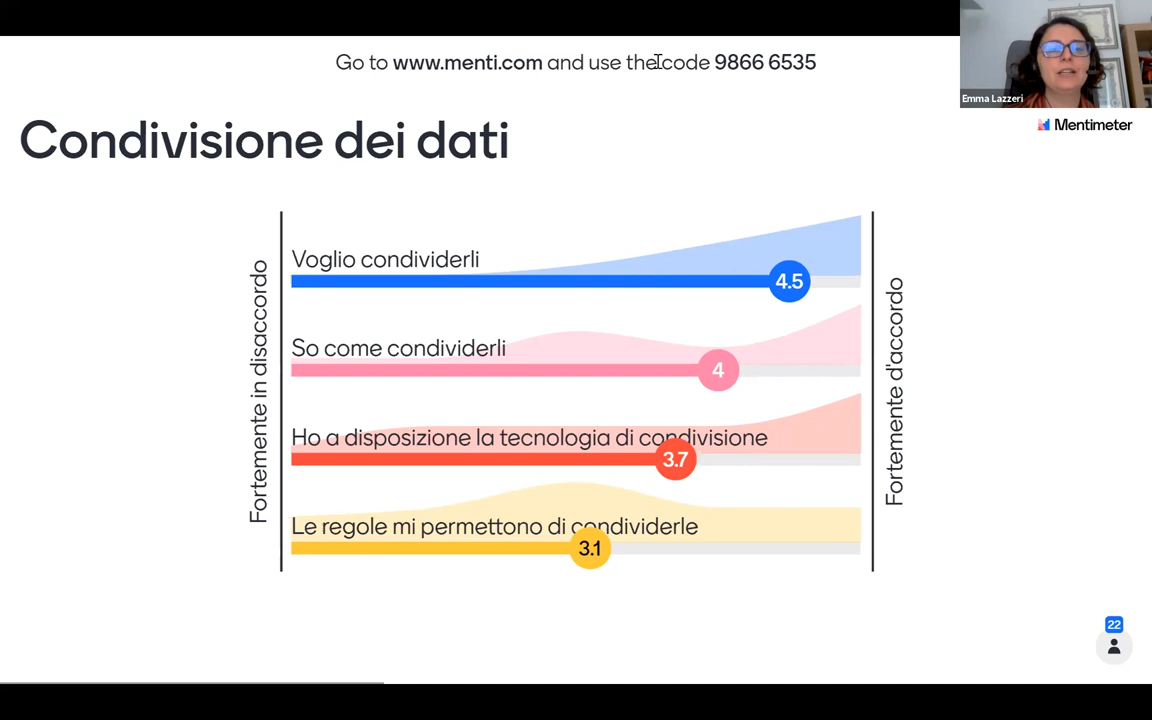 Go to www.menti.com and use the code 9866 6535
Emma Lazzeri
Mentimeter
Condivisione dei dati
Fortemente in disaccordo
Voglio condividerli
4.5
So come condividerli
4
Ho a disposizione la tecnologia di condivisione
3.7
Le regole mi permettono di condividerle
3.1
Fortemente d'accordo
22